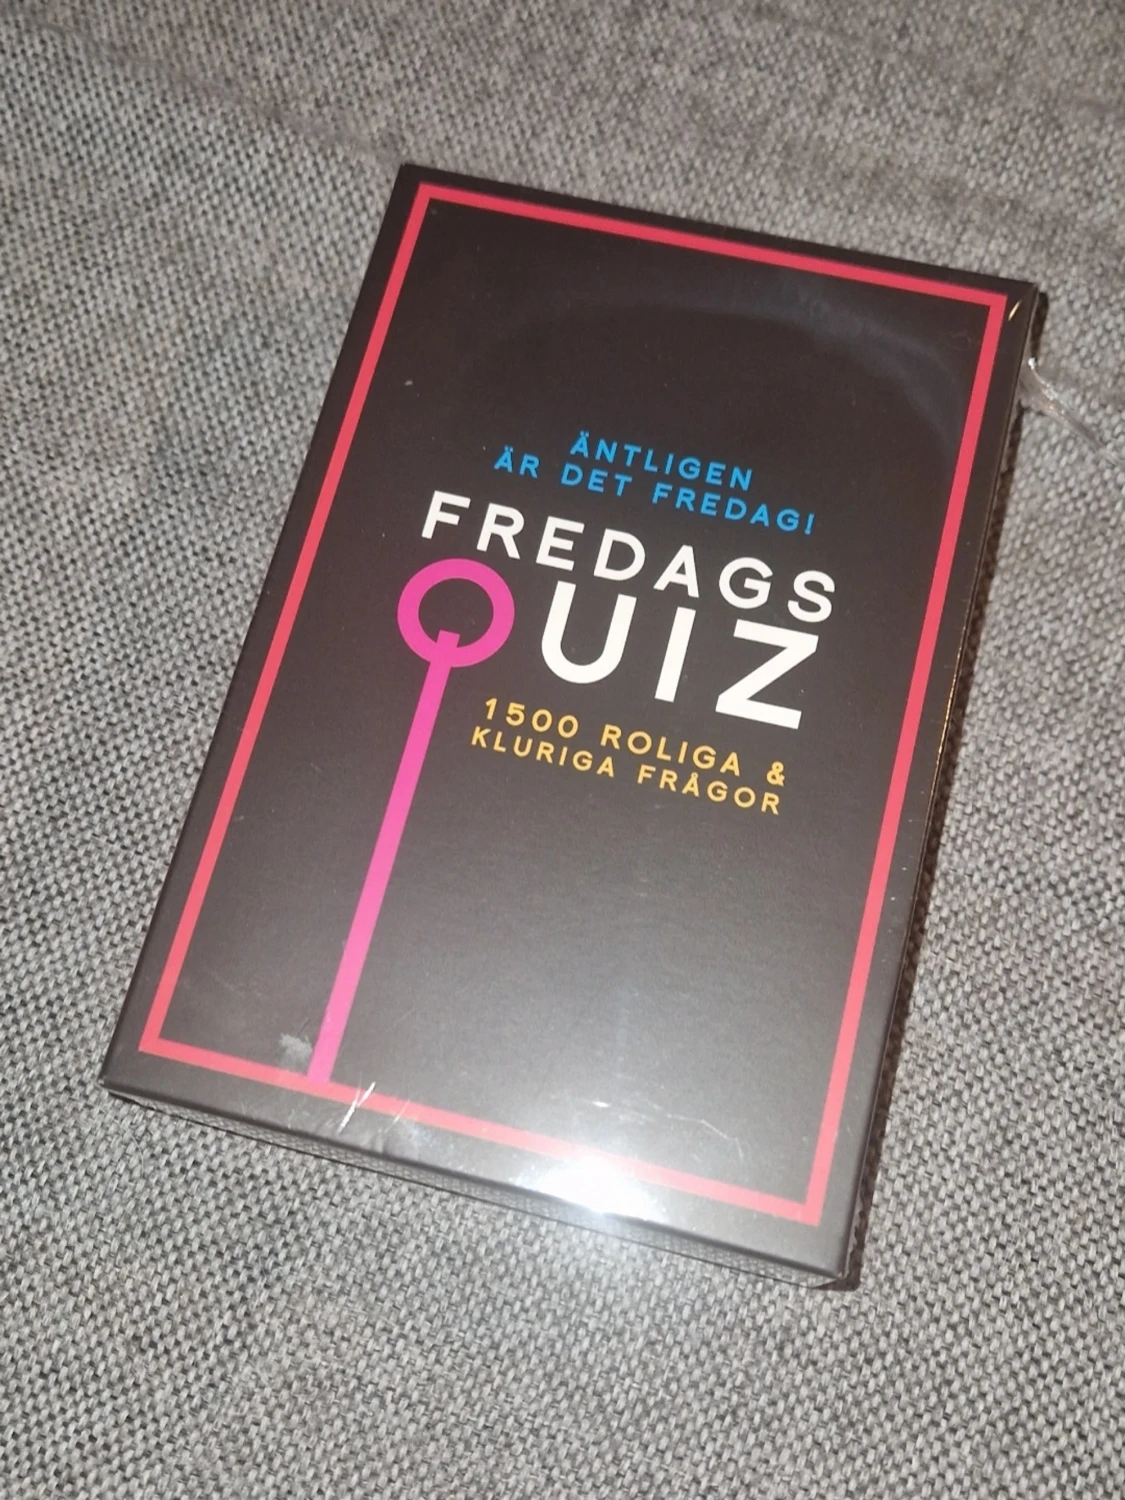 ÄNTLIGEN
ÄR DET FREDAG!
FREDAGS
QUIZ
1500 ROLIGA &
KLURIGA FRÅGOR